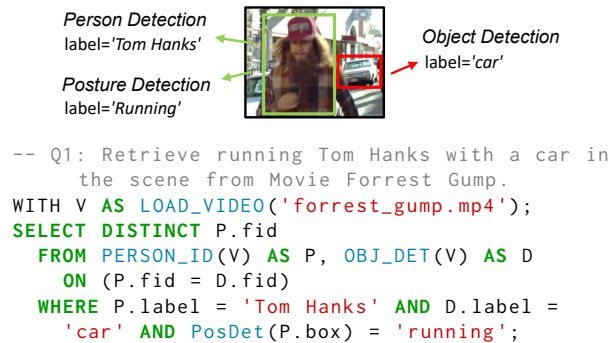 Person Detection
label='Tom Hanks'
Posture Detection
label='Running'
Object Detection
label='car'
-- Q1: Retrieve running Tom Hanks with a car in
the scene from Movie Forrest Gump.
WITH V AS LOAD_VIDEO('forrest_gump.mp4');
SELECT DISTINCT P.fid
FROM PERSON_ID(V) AS P, OBJ_DET(V) AS D
ON (P.fid = D.fid)
WHERE P.label = 'Tom Hanks' AND D.label =
'car' AND PosDet(P.box) = 'running';